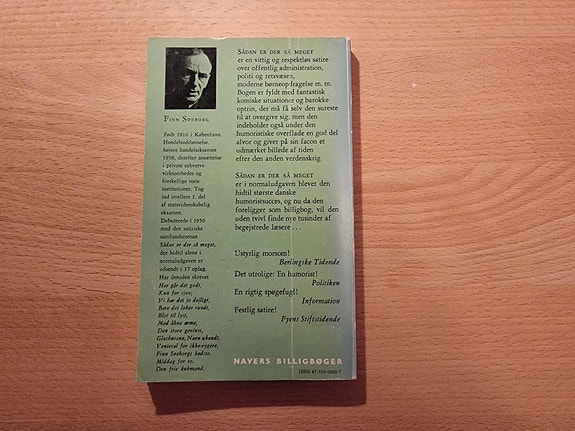 FINN SØEBORG
Født 1916 i København.
Handelsuddannelse,
højere handelseksamen
1938, derefter ansættelse
i private erhvervs-
virksomheder og
forskellige stats-
institutioner. Tog
ind imellem 1. del
af statsvidenskabelig
eksamen.
Debuterede i 1950
med den satiriske
samfundsroman
Sådan er der så meget,
der hidtil alene i
normaludgaven er
udsendt i 17 oplag.
Har desuden skrevet
Her går det godt,
Kun for sjov,
Vi har det jo dejligt,
Bare det løber rundt,
Blot til lyst,
Med åbne arme,
Den store gevinst,
Glashusene, Navn ukendt,
Ventesal for ikke-rygere,
Finn Søeborgs bedste,
Middag for to,
Den frie købmand.
SÅDAN ER DER SÅ MEGET
er en vittig og respektløs satire
over offentlig administration,
politi og retsvæsen,
moderne børneop-fragelse m. m.
Bogen er fyldt med fantastisk
komiske situationer og barokke
optrin, der må få selv den sureste
til at overgive sig, men den
indeholder også under den
humoristiske overflade en god del
alvor og giver på sin facon et
udmærket billede af tiden
efter den anden verdenskrig.
SÅDAN ER DER SÅ MEGET
er i normaludgaven blevet den
hidtil største danske
humoristsucces, og nu da den
foreligger som billigbog, vil den
uden tvivl finde nye tusinder af
begejstrede læsere ...
Ustyrlig morsom!
Berlingske Tidende
Det utrolige: En humorist!
Politiken
En rigtig spøgefugl!
Information
Festlig satire!
Fyens Stiftstidende
NAVERS BILLIGBØGER